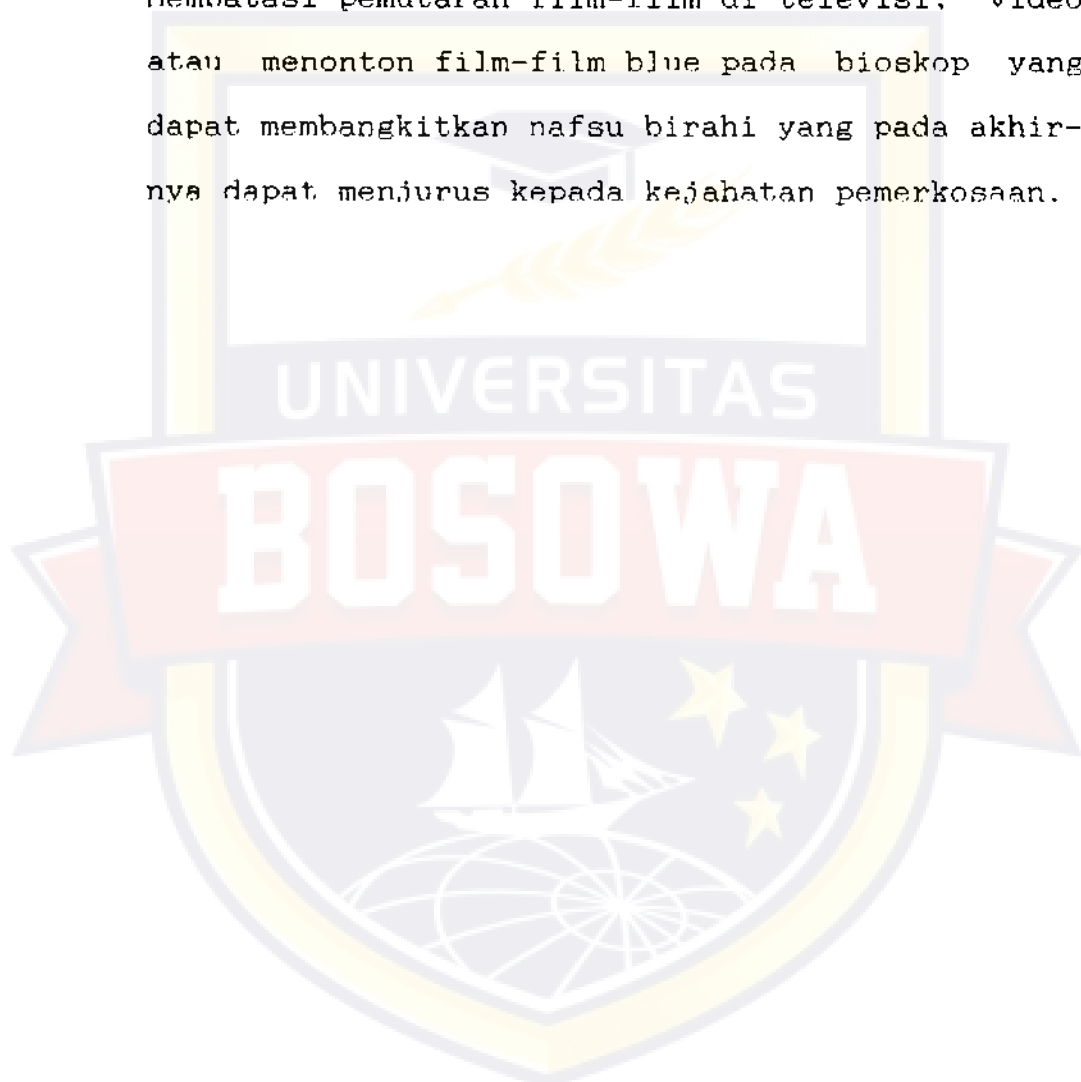 Membatasi pemutaran film-film di televisi, video
atau menonton film-film blue pada bioskop yang
dapat membangkitkan nafsu birahi yang pada akhir-
nya dapat menjurus kepada kejahatan pemerkosaan.
UNIVERSITAS
BOSOWA